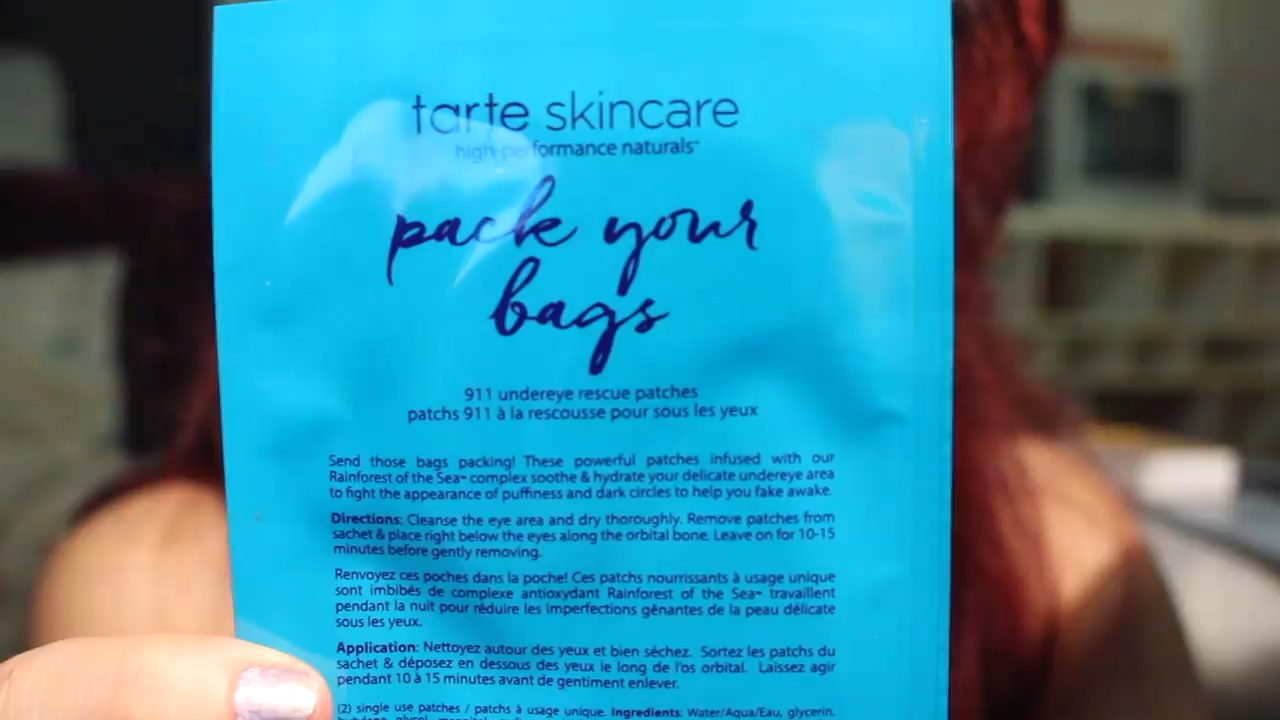 tarte skincare
high-performance naturals™
pack your
bags
911 undereye rescue patches
patchs 911 à la rescousse pour sous les yeux
Send those bags packing! These powerful patches infused with our
Rainforest of the Sea™ complex soothe & hydrate your delicate undereye area
to fight the appearance of puffiness and dark circles to help you fake awake.
Directions: Cleanse the eye area and dry thoroughly. Remove patches from
sachet & place right below the eyes along the orbital bone. Leave on for 10-15
minutes before gently removing.
Renvoyez ces poches dans la poche! Ces patchs nourrissants à usage unique
sont imbibés de complexe antioxydant Rainforest of the Sea™ travaillent
pendant la nuit pour réduire les imperfections gênantes de la peau délicate
sous les yeux.
Application: Nettoyez autour des yeux et bien séchez. Sortez les patchs du
sachet & déposez en dessous des yeux le long de l'os orbital. Laissez agir
pendant 10 à 15 minutes avant de gentiment enlever.
(2) single use patches / patchs à usage unique. Ingredients: Water/Aqua/Eau, glycerin,